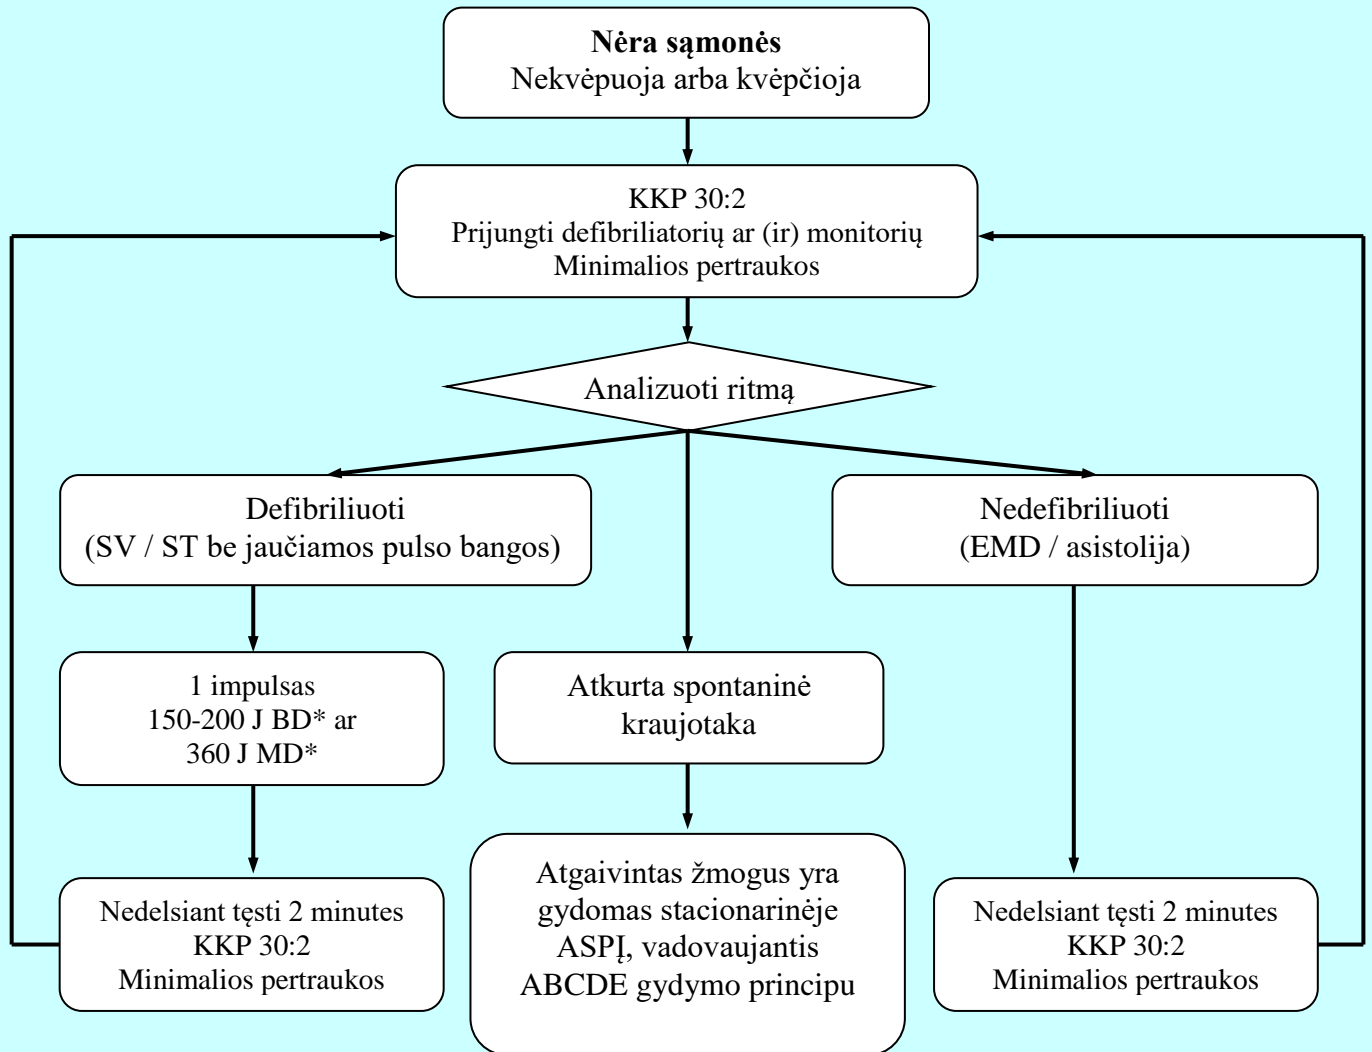 Nėra sąmonės
Nekvėpuoja arba kvėpčioja
KKP 30:2
Prijungti defibriliatorių ar (ir) monitorių
Minimalios pertraukos
Analizuoti ritmą
Defibriliuoti
(SV / ST be jaučiamos pulso bangos)
Nedefibriliuoti
(EMD / asistolija)
1 impulsas
150-200 J BD* ar
360 J MD*
Atkurta spontaninė
kraujotaka
Nedelsiant tęsti 2 minutes
KKP 30:2
Minimalios pertraukos
Atgaivintas žmogus yra
gydomas stacionarinėje
ASPĮ, vadovaujantis
ABCDE gydymo principu
Nedelsiant tęsti 2 minutes
KKP 30:2
Minimalios pertraukos